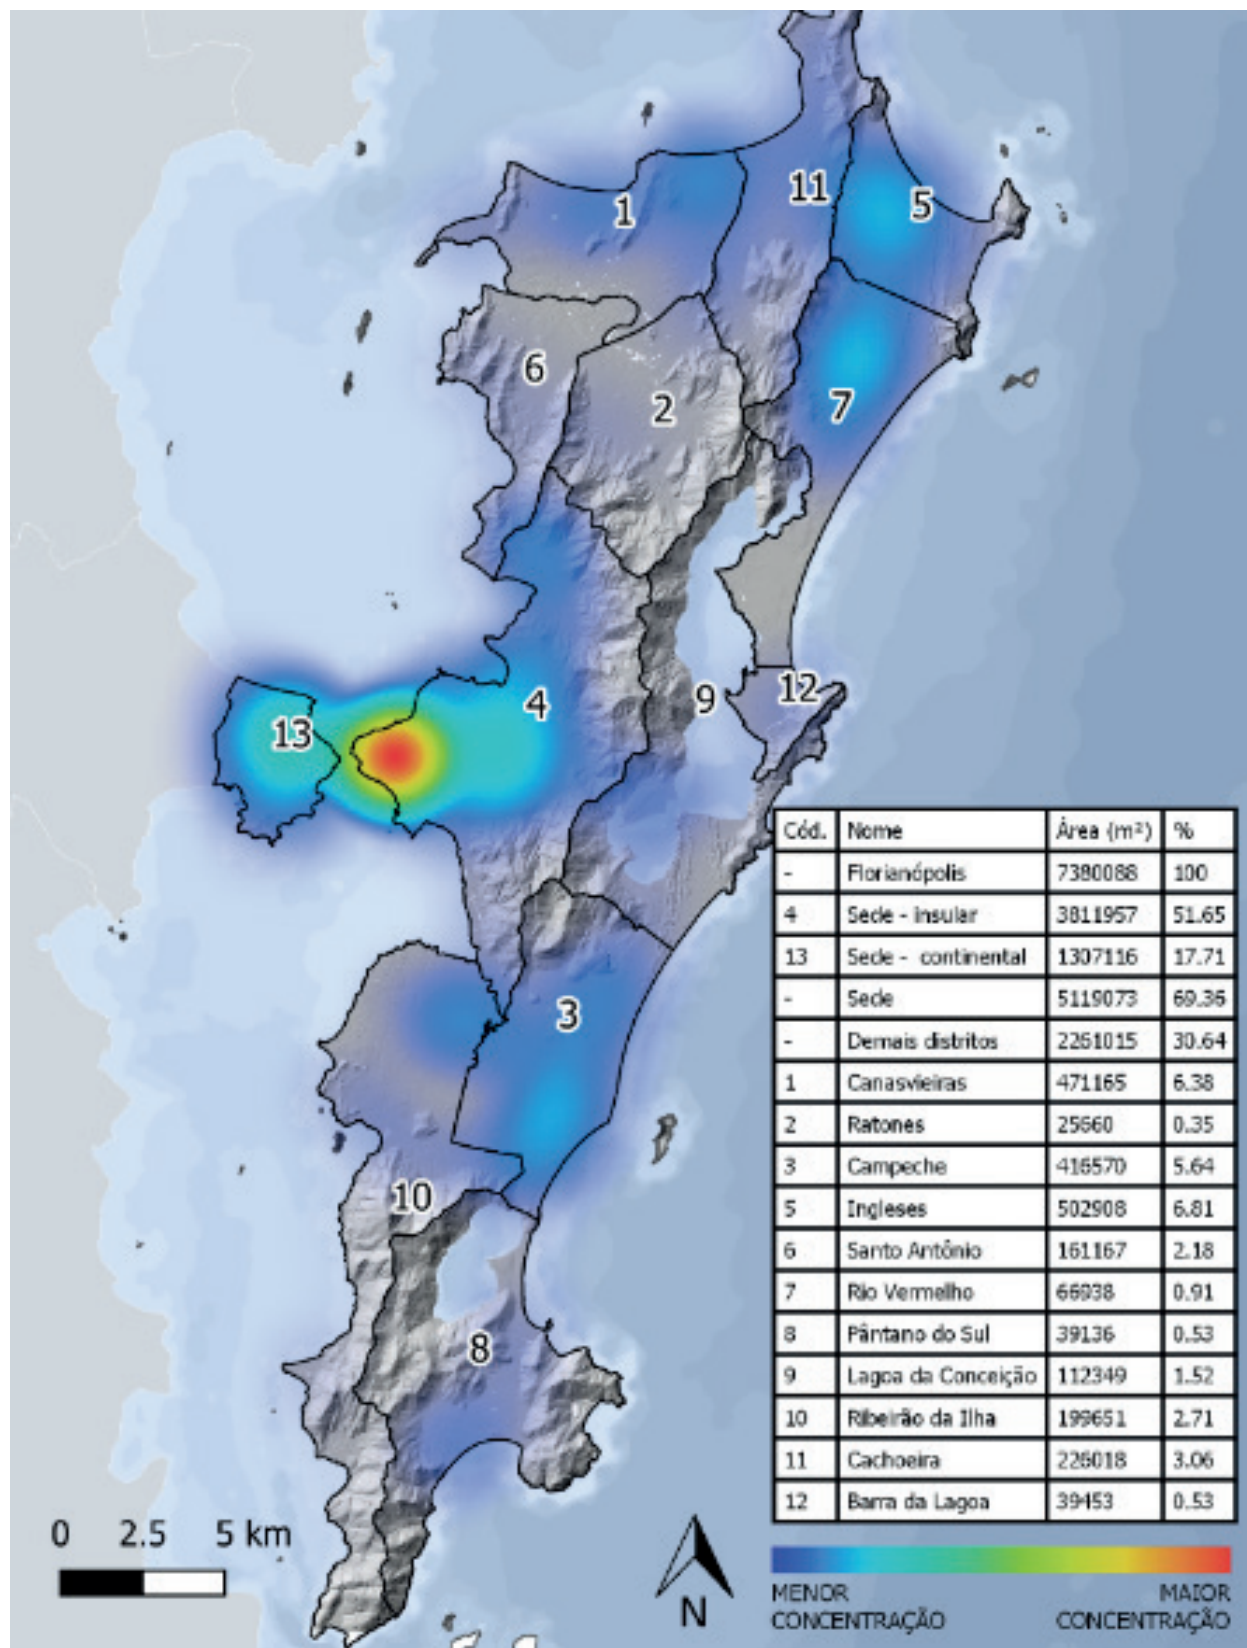 11
5
1
6
2
7
4
13
9
12
3
10
8
Cód. Nome Área (m²) %
- Florianópolis 7380088 100
4 Sede - insular 3811957 51.65
13 Sede - continental 1307116 17.71
- Sede 5119073 69.36
- Demais distritos 2261015 30.64
1 Canasvieiras 471165 6.38
2 Ratones 25660 0.35
3 Campeche 416570 5.64
5 Ingleses 502908 6.81
6 Santo Antônio 161167 2.18
7 Rio Vermelho 66938 0.91
8 Pântano do Sul 39136 0.53
9 Lagoa da Conceição 112349 1.52
10 Ribeirão da Ilha 199651 2.71
11 Cachoeira 226018 3.06
12 Barra da Lagoa 39453 0.53
0 2.5 5 km
N
MENOR CONCENTRAÇÃO
MAIOR CONCENTRAÇÃO